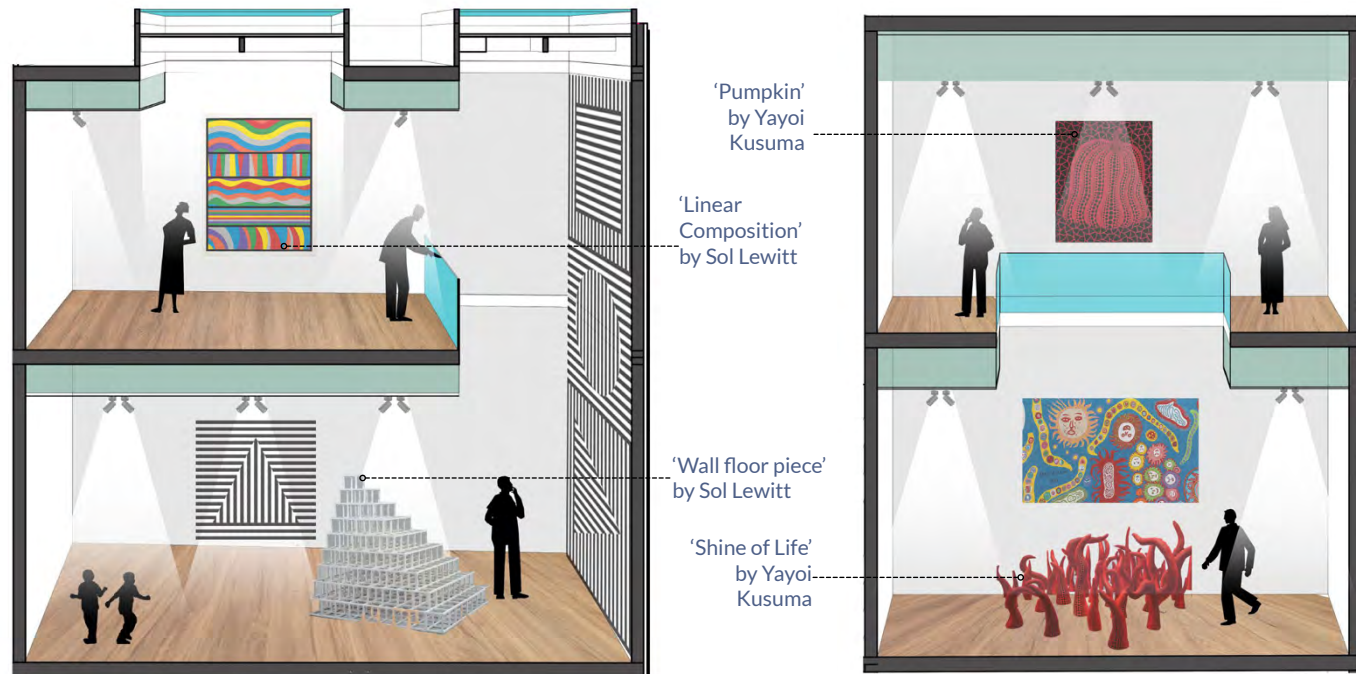 'Pumpkin'
by Yayoi
Kusuma
'Linear
Composition'
by Sol Lewitt
'Wall floor piece'
by Sol Lewitt
'Shine of Life'
by Yayoi
Kusuma